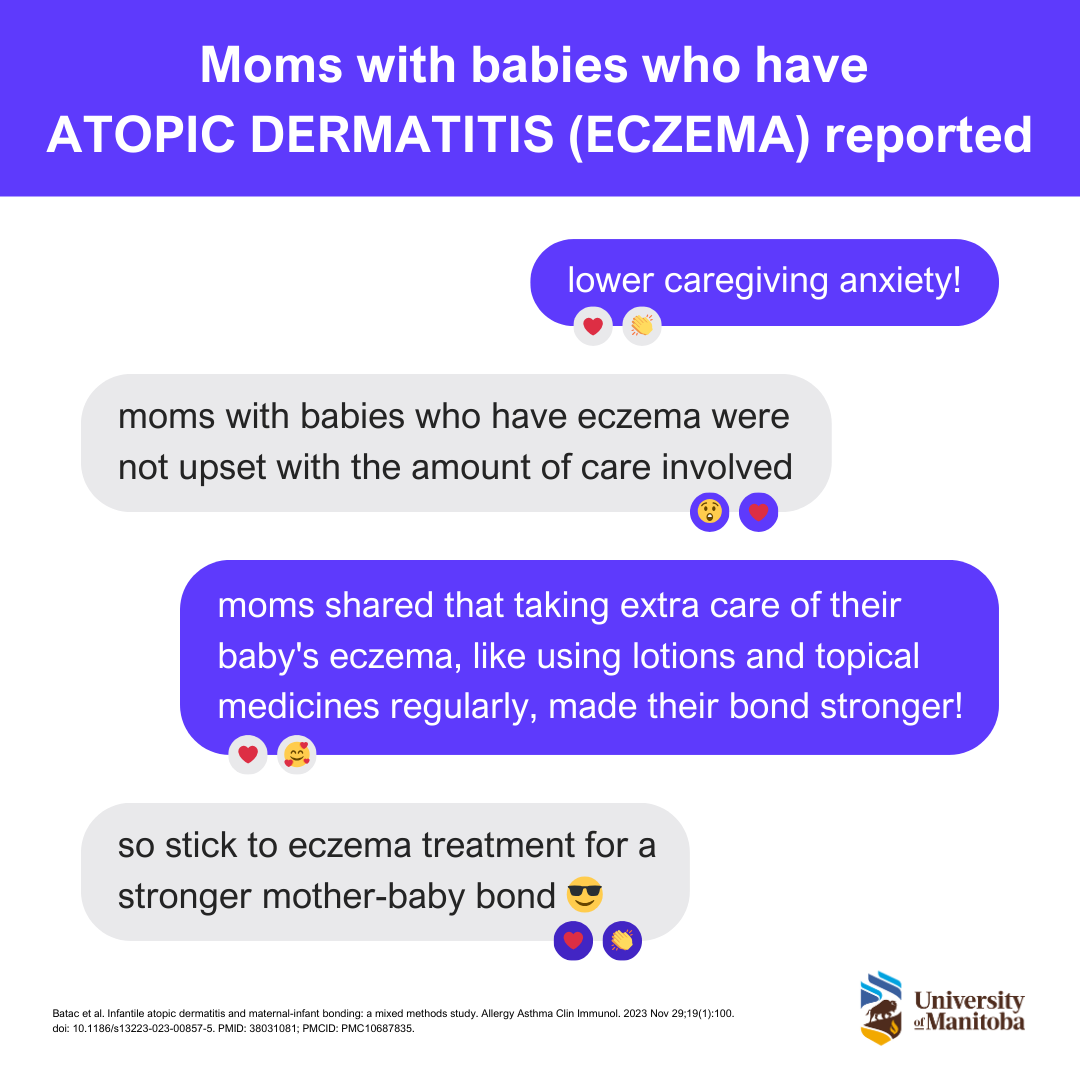 Moms with babies who have
ATOPIC DERMATITIS (ECZEMA) reported
lower caregiving anxiety!
moms with babies who have eczema were
not upset with the amount of care involved
moms shared that taking extra care of their
baby's eczema, like using lotions and topical
medicines regularly, made their bond stronger!
so stick to eczema treatment for a
stronger mother-baby bond 😎
Batac et al. Infantile atopic dermatitis and maternal-infant bonding: a mixed methods study. Allergy Asthma Clin Immunol. 2023 Nov 29;19(1):100.
doi: 10.1186/s13223-023-00857-5. PMID: 38031081; PMCID: PMC10687835.
University
of Manitoba